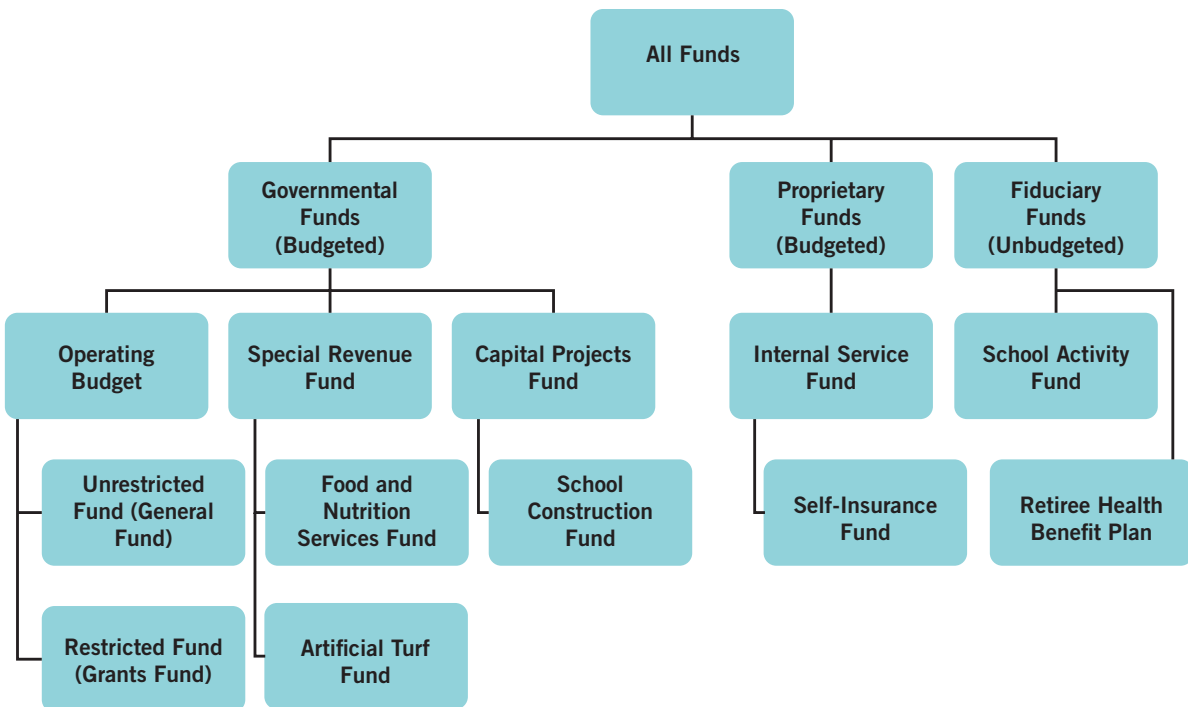 All Funds
Governmental
Funds
(Budgeted)
Proprietary
Funds
(Budgeted)
Fiduciary
Funds
(Unbudgeted)
Operating
Budget
Special Revenue
Fund
Capital Projects
Fund
Internal Service
Fund
School Activity
Fund
Unrestricted
Fund (General
Fund)
Food and
Nutrition
Services Fund
School
Construction
Fund
Self-Insurance
Fund
Retiree Health
Benefit Plan
Restricted Fund
(Grants Fund)
Artificial Turf
Fund